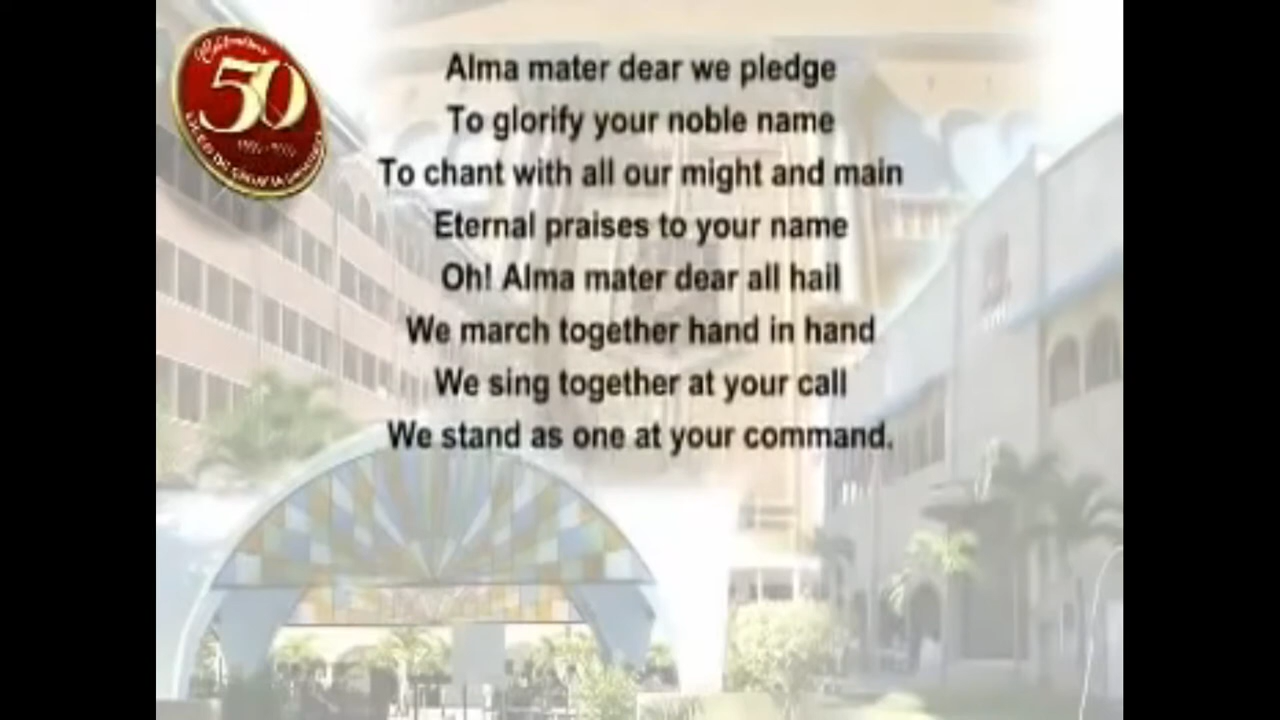 Celebrating
50
Alma mater dear we pledge
To glorify your noble name
To chant with all our might and main
Eternal praises to your name
Oh! Alma mater dear all hail
We march together hand in hand
We sing together at your call
We stand as one at your command.